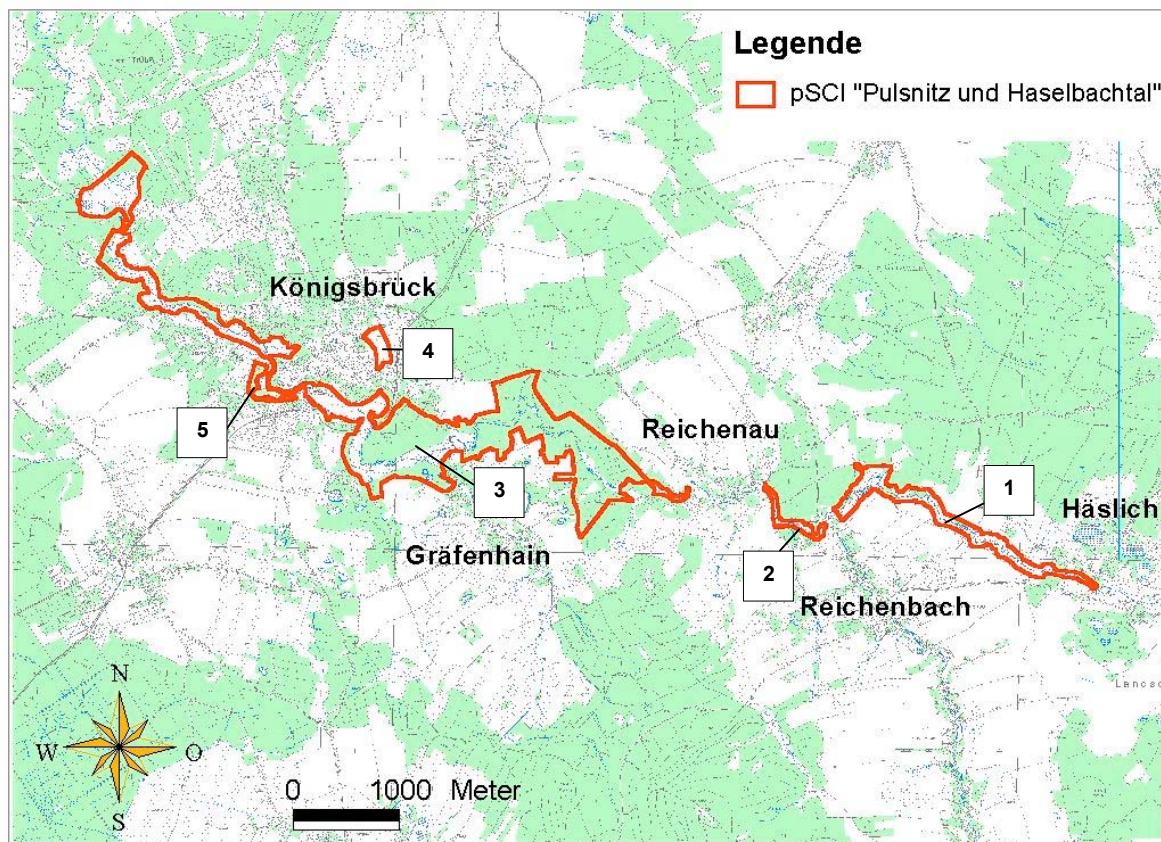 Legende
pSCI "Pulsnitz und Haselbachtal"
Königsbrück
4
5
Reichenau
3
1
Häslich
Gräfenhain
2
Reichenbach
N
W O
S
0 1000 Meter